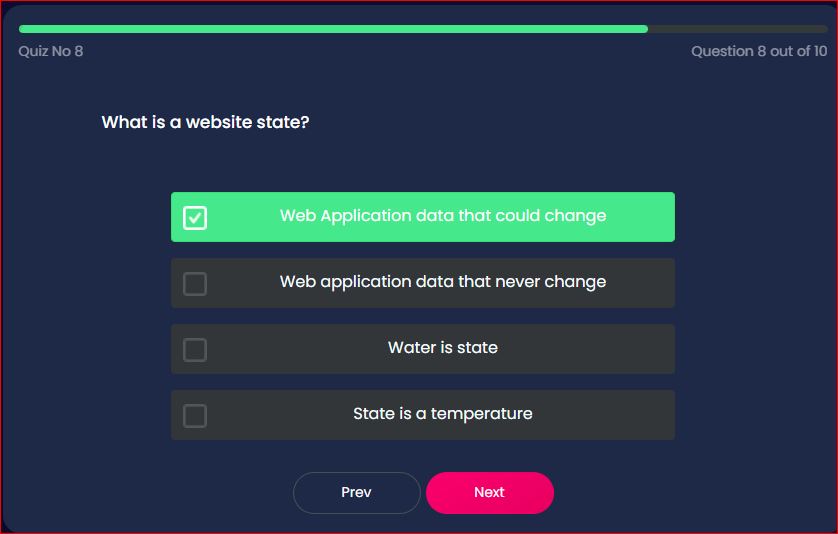 Quiz No 8
Question 8 out of 10
What is a website state?
Web Application data that could change
Web application data that never change
Water is state
State is a temperature
Prev
Next